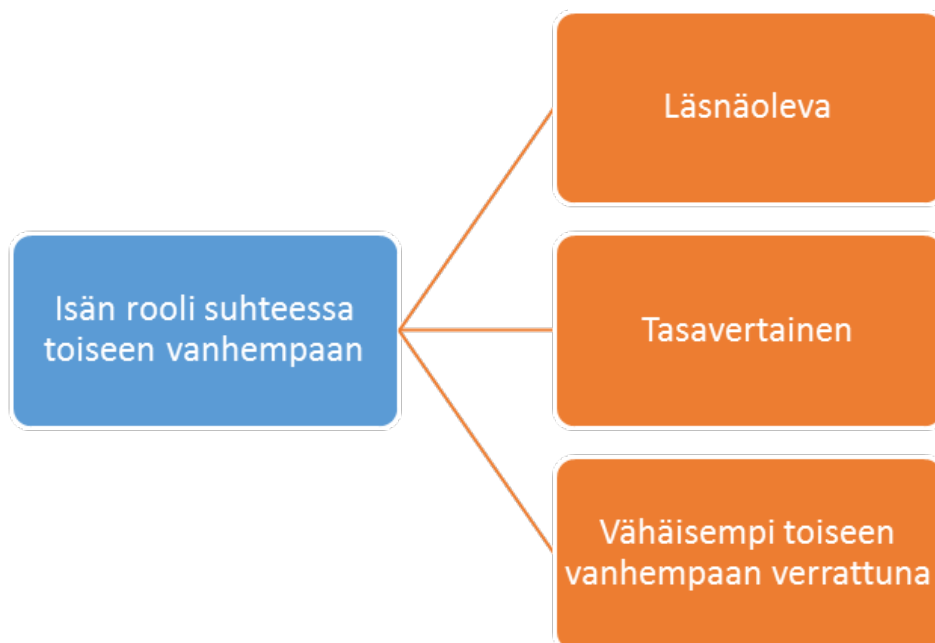 Isän rooli suhteessa
toiseen vanhempaan
Läsnäoleva
Tasavertainen
Vähäisempi toiseen
vanhempaan verrattuna